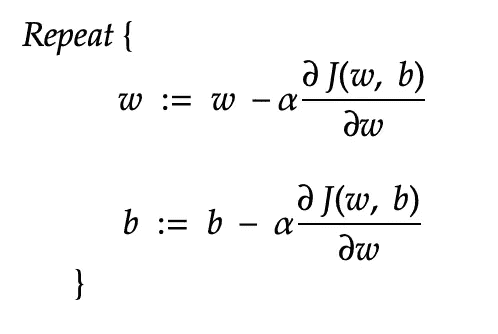 Repeat {
w := w − α ∂ J(w, b) / ∂w
b := b − α ∂ J(w, b) / ∂w
}